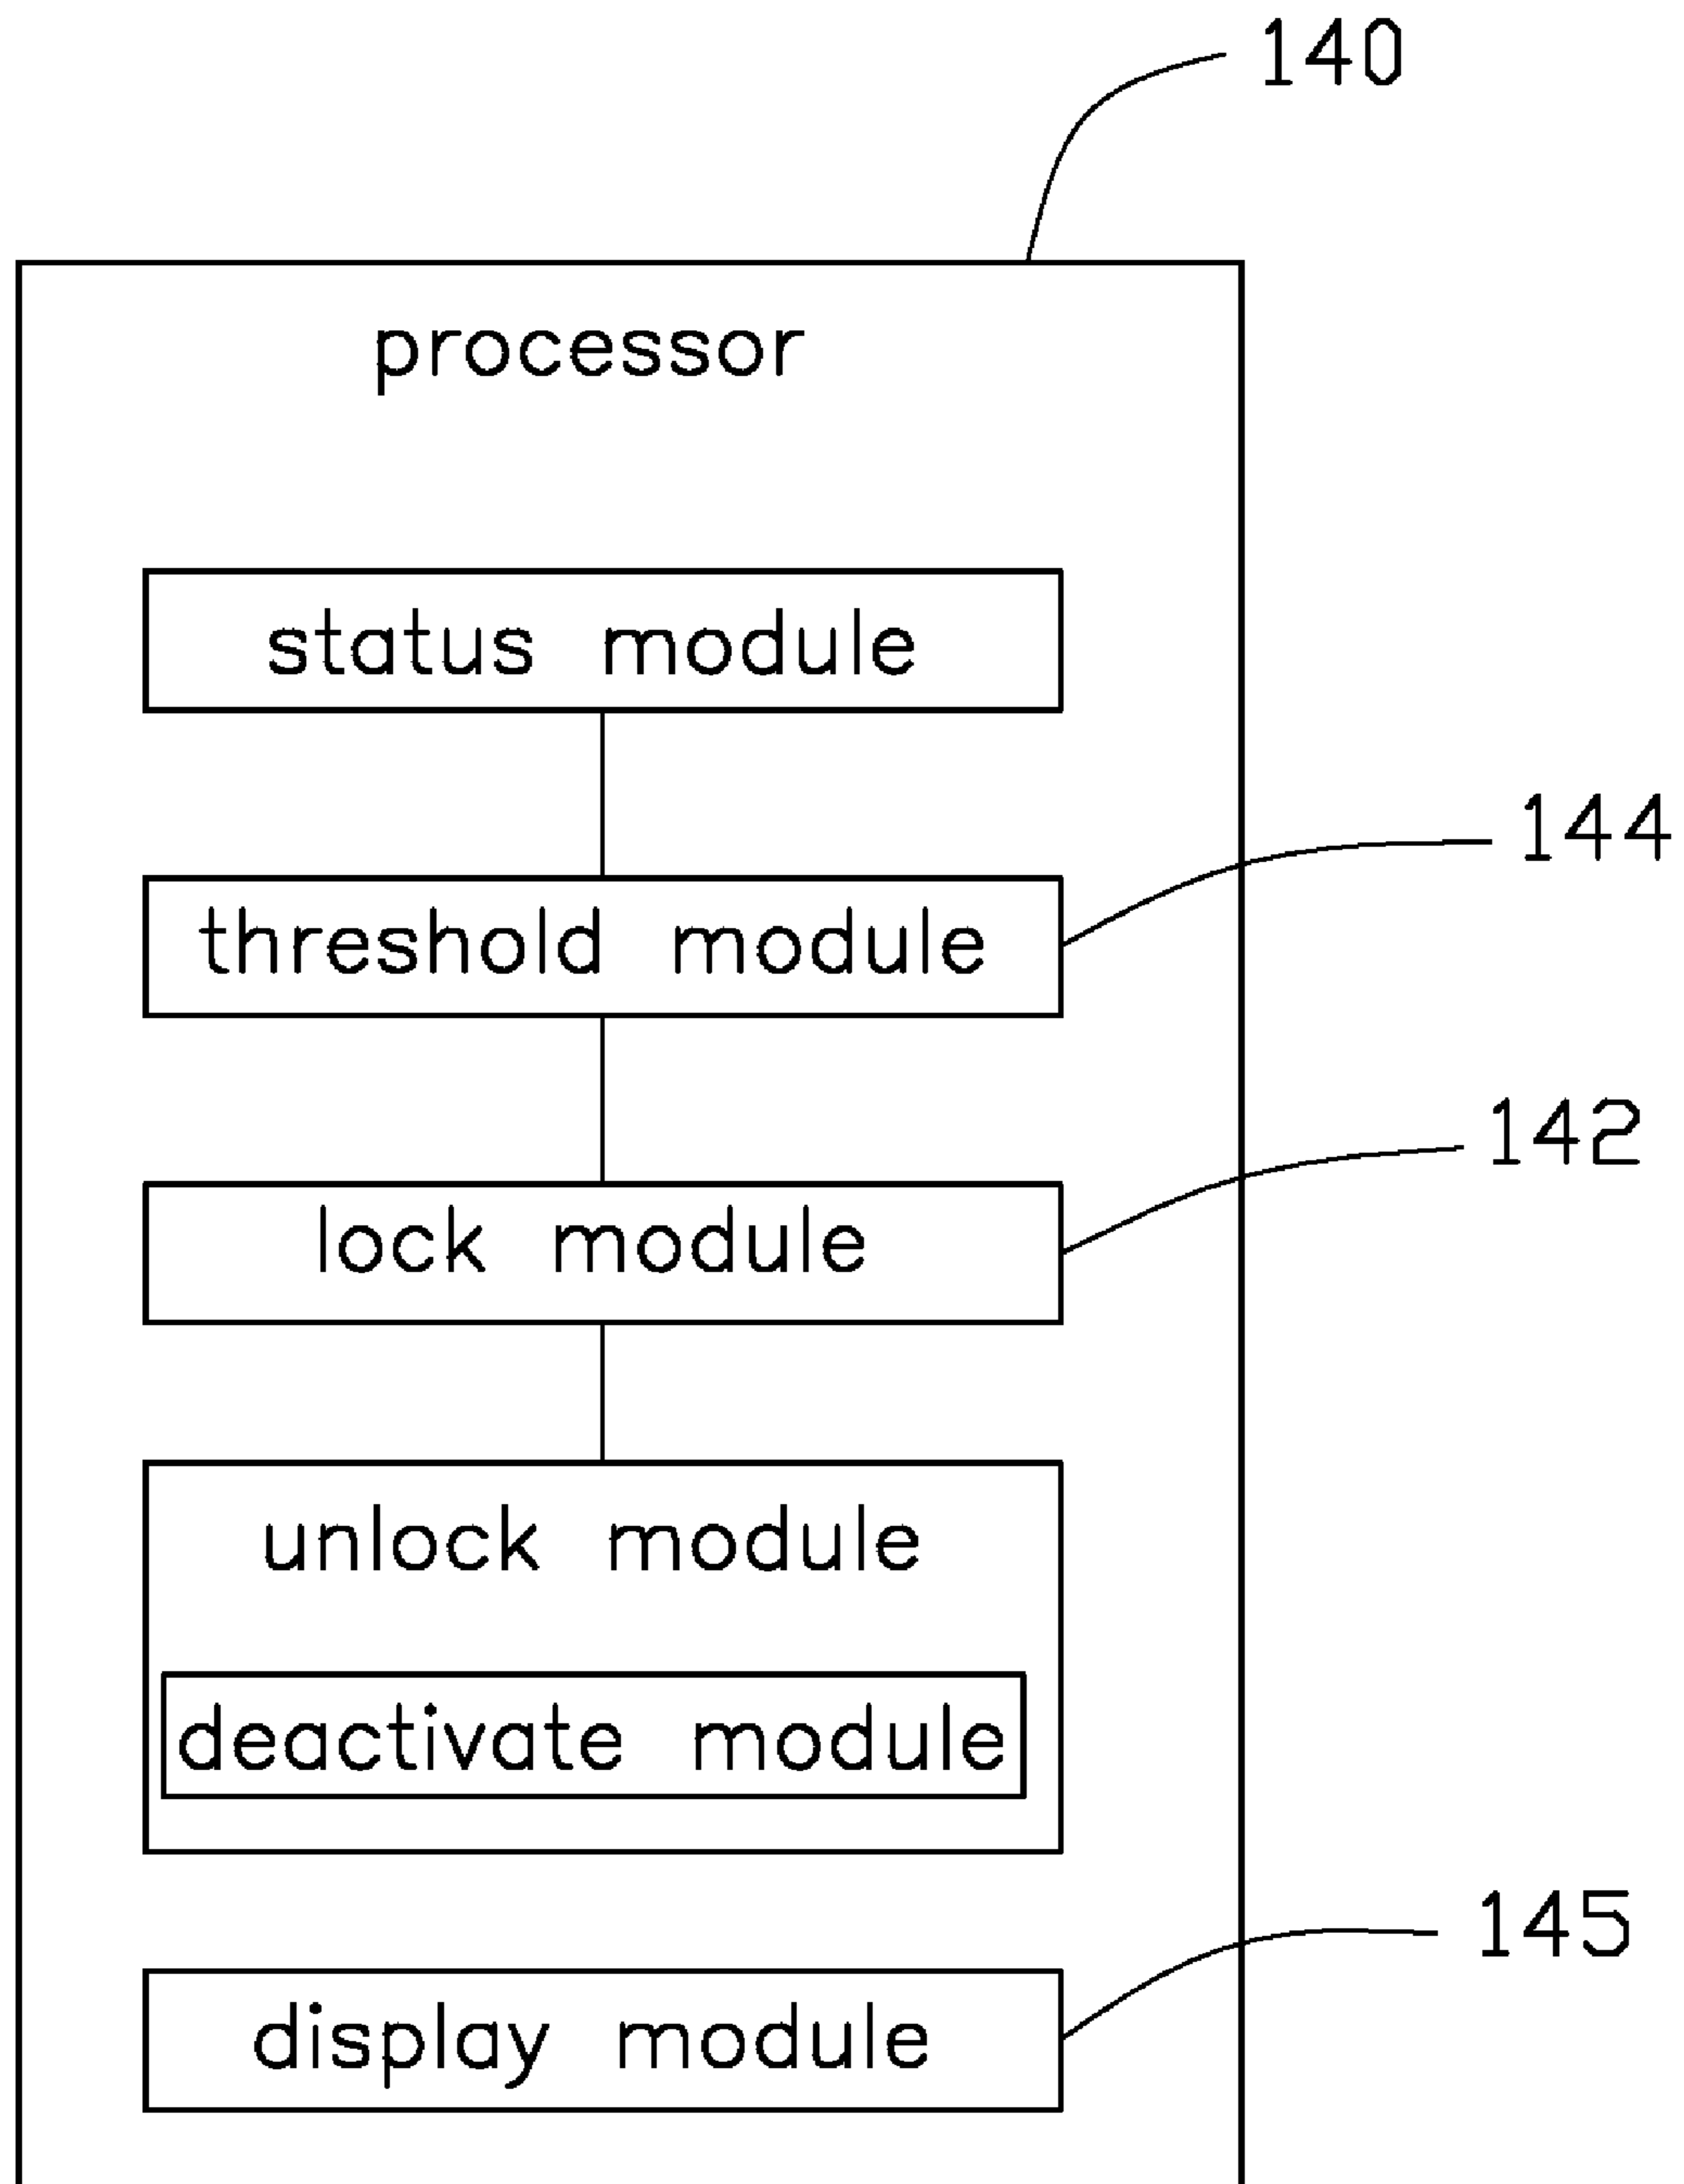 140
processor
status module
threshold module
144
lock module
142
unlock module
deactivate module
display module
145